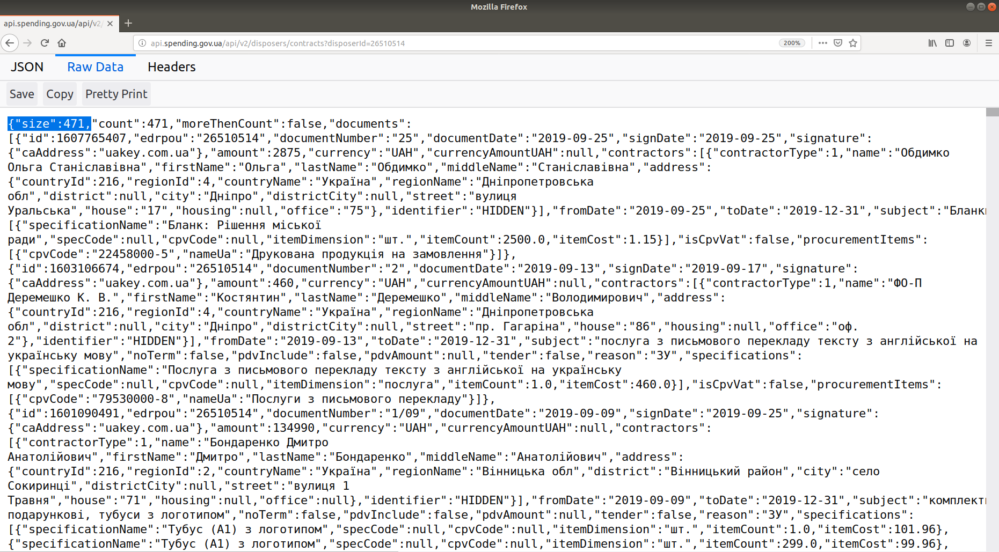 Mozilla Firefox
api.spending.gov.ua/api/v2/
api.spending.gov.ua/api/v2/disposers/contracts?disposerId=26510514
200%
JSON Raw Data Headers
Save Copy Pretty Print
{"size":471,"count":471,"moreThenCount":false,"documents":
[{"id":1607765407,"edrpou":"26510514","documentNumber":"25","documentDate":"2019-09-25","signDate":"2019-09-25","signature":
{"caAddress":"uakey.com.ua"},"amount":2875,"currency":"UAH","currencyAmountUAH":null,"contractors":[{"contractorType":1,"name":"Обдимко
Ольга Станіславівна","firstName":"Ольга","lastName":"Обдимко","middleName":"Станіславівна","address":
{"countryId":216,"regionId":4,"countryName":"Україна","regionName":"Дніпропетровська
обл","district":null,"city":"Дніпро","districtCity":null,"street":"вулиця
Уральська","house":"17","housing":null,"office":"75"},"identifier":"HIDDEN"}],"fromDate":"2019-09-25","toDate":"2019-12-31","subject":"Бланк
[{"specificationName":"Бланк: Рішення міської
ради","specCode":null,"cpvCode":null,"itemDimension":"шт.","itemCount":2500.0,"itemCost":1.15}],"isCpvVat":false,"procurementItems":
[{"cpvCode":"22458000-5","nameUa":"Друкована продукція на замовлення"}]},
{"id":1603106674,"edrpou":"26510514","documentNumber":"2","documentDate":"2019-09-13","signDate":"2019-09-17","signature":
{"caAddress":"uakey.com.ua"},"amount":460,"currency":"UAH","currencyAmountUAH":null,"contractors":[{"contractorType":1,"name":"ФО-П
Деремешко К. В.","firstName":"Костянтин","lastName":"Деремешко","middleName":"Володимирович","address":
{"countryId":216,"regionId":4,"countryName":"Україна","regionName":"Дніпропетровська
обл","district":null,"city":"Дніпро","districtCity":null,"street":"пр. Гагаріна","house":"86","housing":null,"office":"оф.
2"},"identifier":"HIDDEN"}],"fromDate":"2019-09-13","toDate":"2019-12-31","subject":"послуга з письмового перекладу тексту з англійської на
українську мову","noTerm":false,"pdvInclude":false,"pdvAmount":null,"tender":false,"reason":"ЗУ","specifications":
[{"specificationName":"Послуга з письмового перекладу тексту з англійської на українську
мову","specCode":null,"cpvCode":null,"itemDimension":"послуга","itemCount":1.0,"itemCost":460.0}],"isCpvVat":false,"procurementItems":
[{"cpvCode":"79530000-8","nameUa":"Послуги з письмового перекладу"}]},
{"id":1601090491,"edrpou":"26510514","documentNumber":"1/09","documentDate":"2019-09-09","signDate":"2019-09-25","signature":
{"caAddress":"uakey.com.ua"},"amount":134990,"currency":"UAH","currencyAmountUAH":null,"contractors":
[{"contractorType":1,"name":"Бондаренко Дмитро
Анатолійович","firstName":"Дмитро","lastName":"Бондаренко","middleName":"Анатолійович","address":
{"countryId":216,"regionId":2,"countryName":"Україна","regionName":"Вінницька обл","district":"Вінницький район","city":"село
Сокиринці","districtCity":null,"street":"вулиця 1
Травня","house":"71","housing":null,"office":null},"identifier":"HIDDEN"}],"fromDate":"2019-09-09","toDate":"2019-12-31","subject":"комплект
подарункові, тубуси з логотипом","noTerm":false,"pdvInclude":false,"pdvAmount":null,"tender":false,"reason":"ЗУ","specifications":
[{"specificationName":"Тубус (А1) з логотипом","specCode":null,"cpvCode":null,"itemDimension":"шт.","itemCount":1.0,"itemCost":101.96},
{"specificationName":"Тубус (А1) з логотипом","specCode":null,"cpvCode":null,"itemDimension":"шт.","itemCount":299.0,"itemCost":99.96},